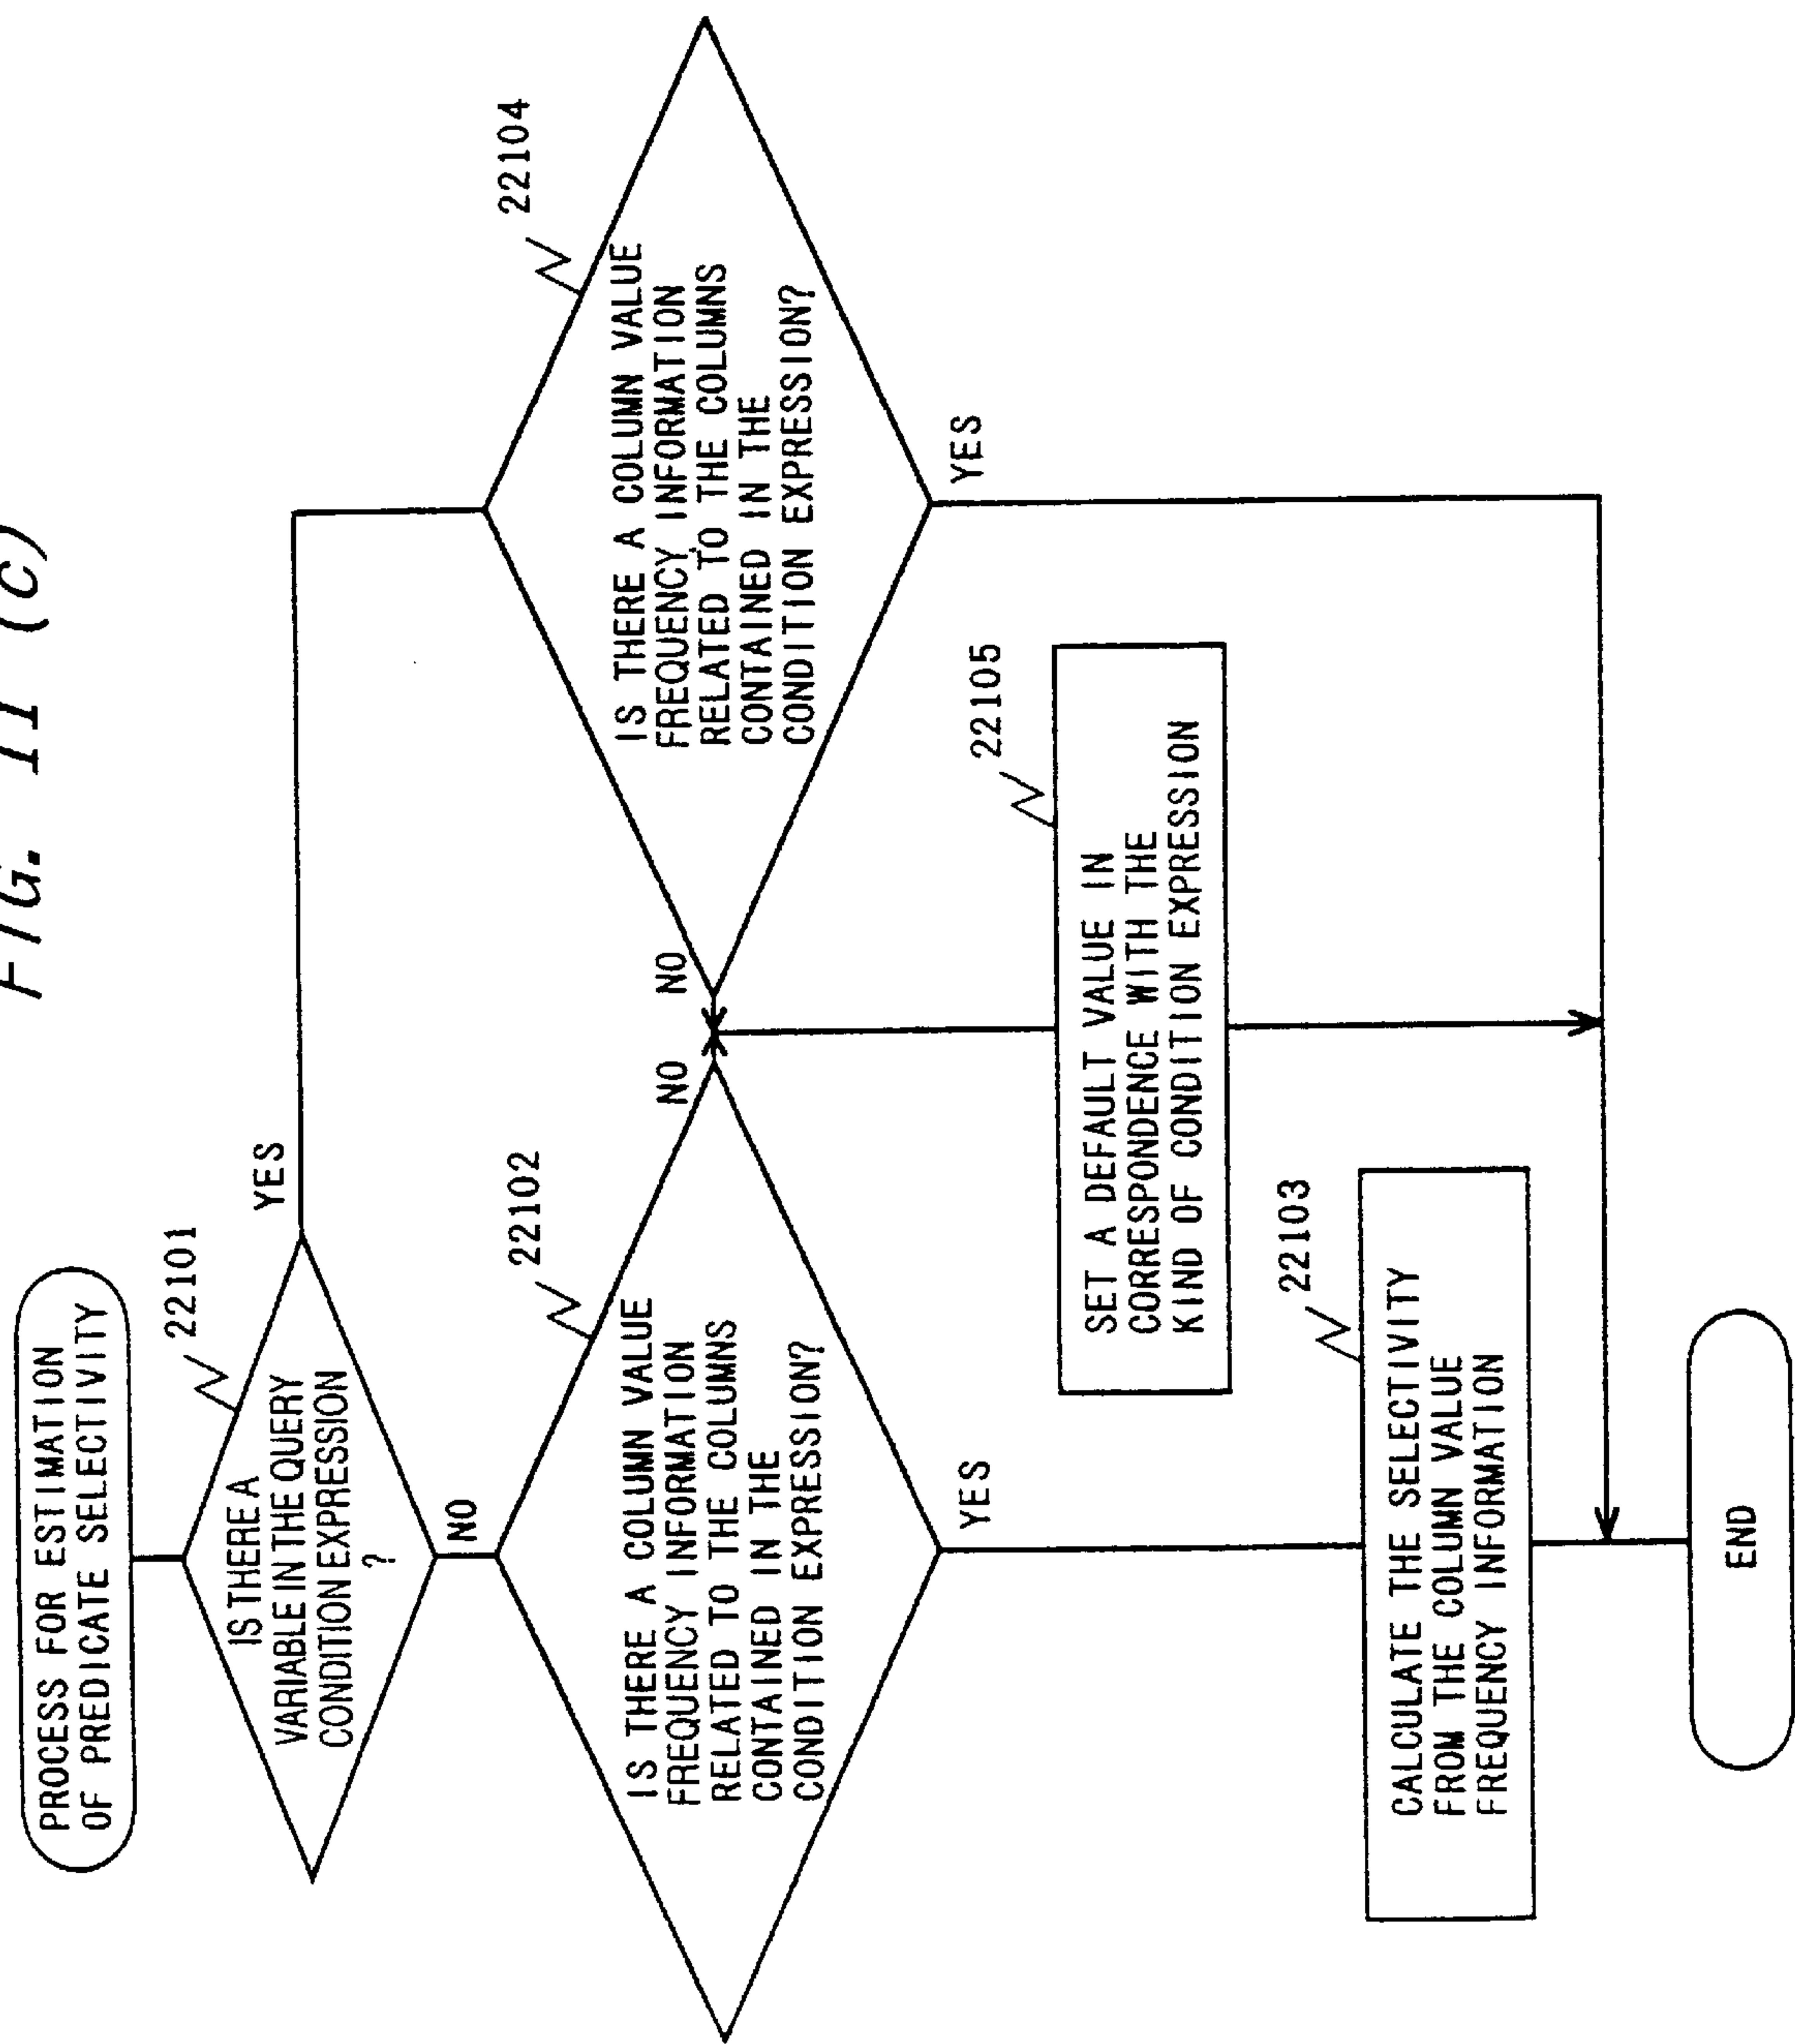 FIG. 11 (c)
PROCESS FOR ESTIMATION
OF PREDICATE SELECTIVITY
22101
IS THERE A
VARIABLE IN THE QUERY
CONDITION EXPRESSION
?
YES
NO
22102
IS THERE A COLUMN VALUE
FREQUENCY INFORMATION
RELATED TO THE COLUMNS
CONTAINED IN THE
CONDITION EXPRESSION?
NO
YES
22104
IS THERE A COLUMN VALUE
FREQUENCY INFORMATION
RELATED TO THE COLUMNS
CONTAINED IN THE
CONDITION EXPRESSION?
NO
YES
22105
SET A DEFAULT VALUE IN
CORRESPONDENCE WITH THE
KIND OF CONDITION EXPRESSION
22103
CALCULATE THE SELECTIVITY
FROM THE COLUMN VALUE
FREQUENCY INFORMATION
END